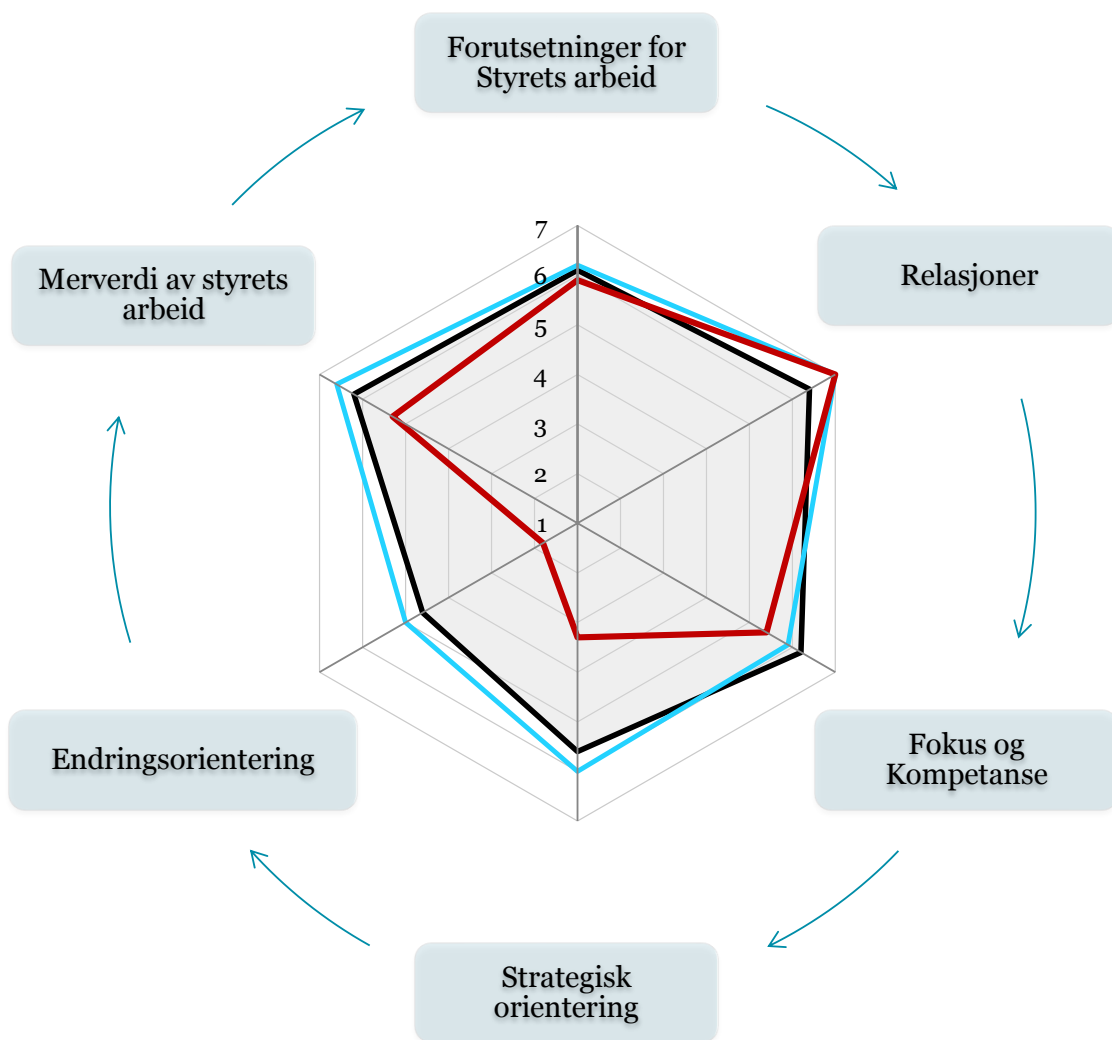 Forutsetninger for
Styrets arbeid
Merverdi av styrets
arbeid
Relasjoner
7
6
5
4
3
2
1
Endringsorientering
Fokus og
Kompetanse
Strategisk
orientering